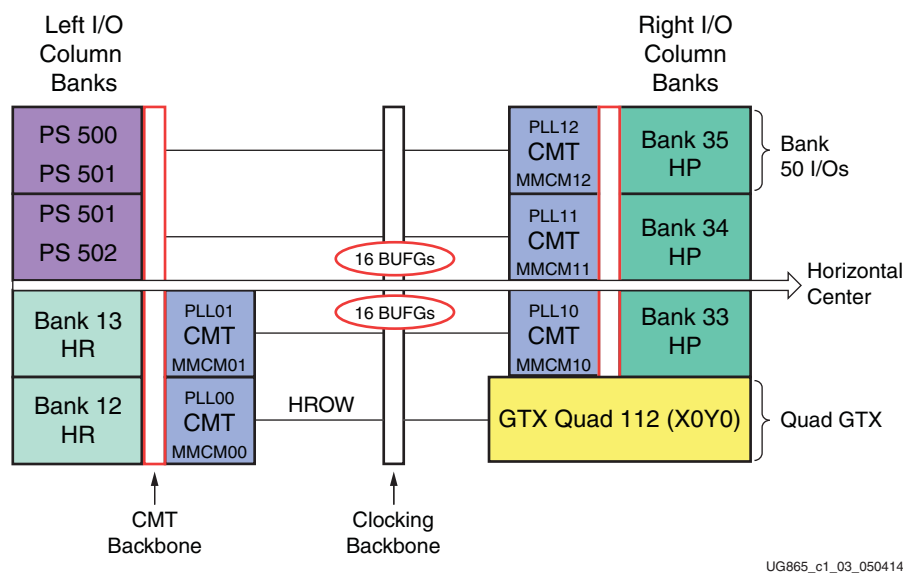 Left I/O
Column
Banks
Right I/O
Column
Banks
PS 500
PS 501
PS 501
PS 502
Bank 13
HR
Bank 12
HR
PLL01
CMT
MMCM01
PLL00
CMT
MMCM00
HROW
16 BUFGs
16 BUFGs
PLL12
CMT
MMCM12
PLL11
CMT
MMCM11
PLL10
CMT
MMCM10
Bank 35
HP
Bank 34
HP
Bank 33
HP
GTX Quad 112 (X0Y0)
Bank
50 I/Os
Horizontal
Center
Quad GTX
CMT
Backbone
Clocking
Backbone
UG865_c1_03_050414